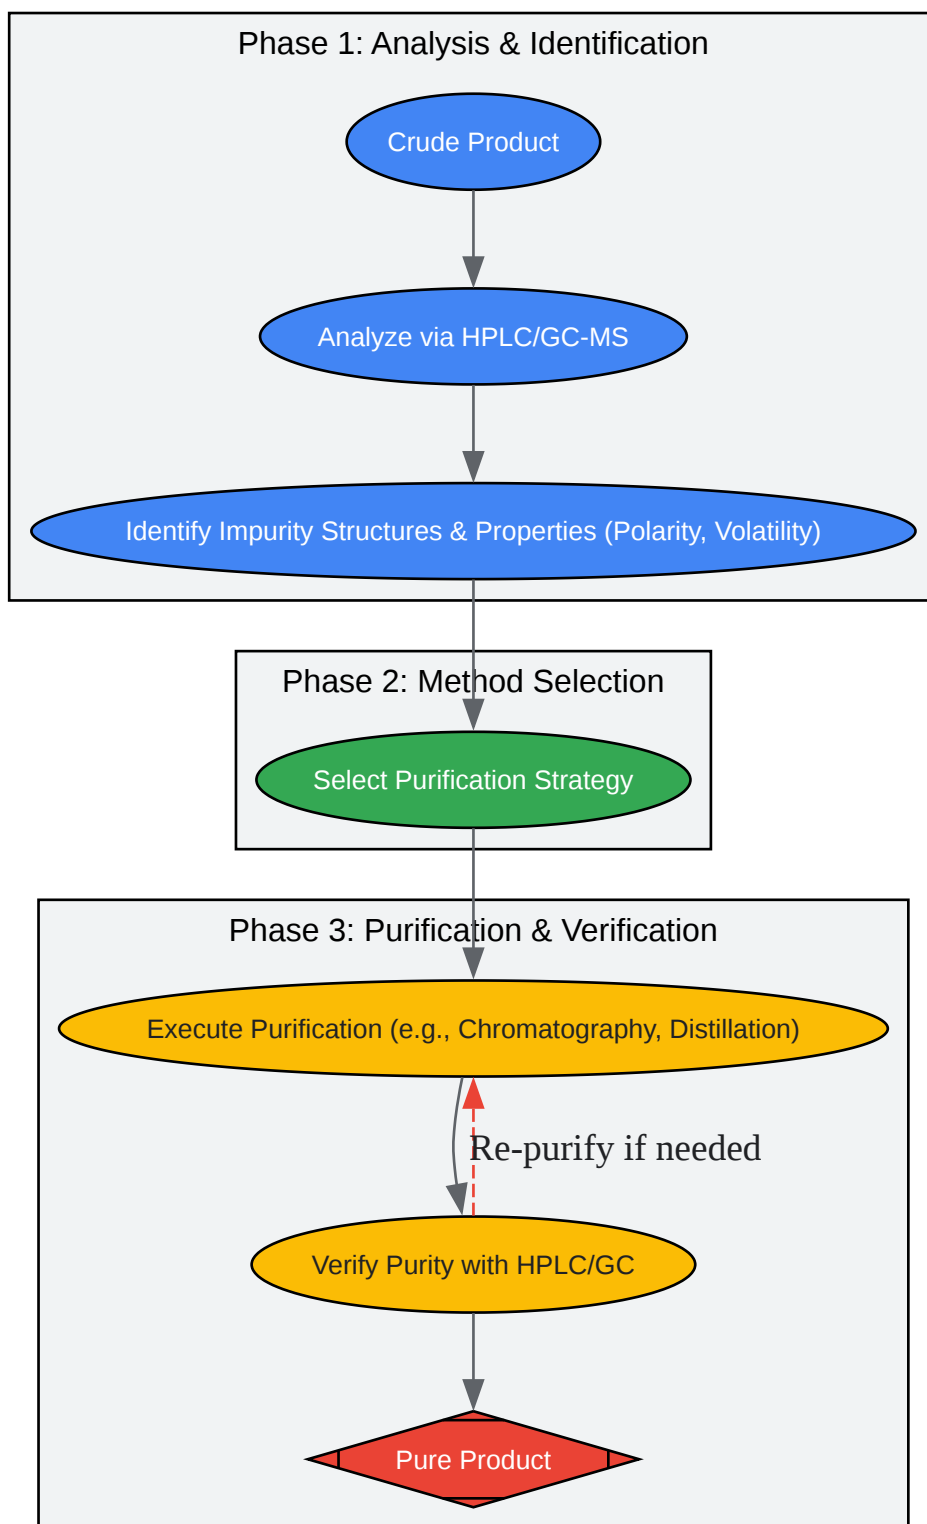 Phase 1: Analysis & Identification
Crude Product
Analyze via HPLC/GC-MS
Identify Impurity Structures & Properties (Polarity, Volatility)
Phase 2: Method Selection
Select Purification Strategy
Phase 3: Purification & Verification
Execute Purification (e.g., Chromatography, Distillation)
Re-purify if needed
Verify Purity with HPLC/GC
Pure Product